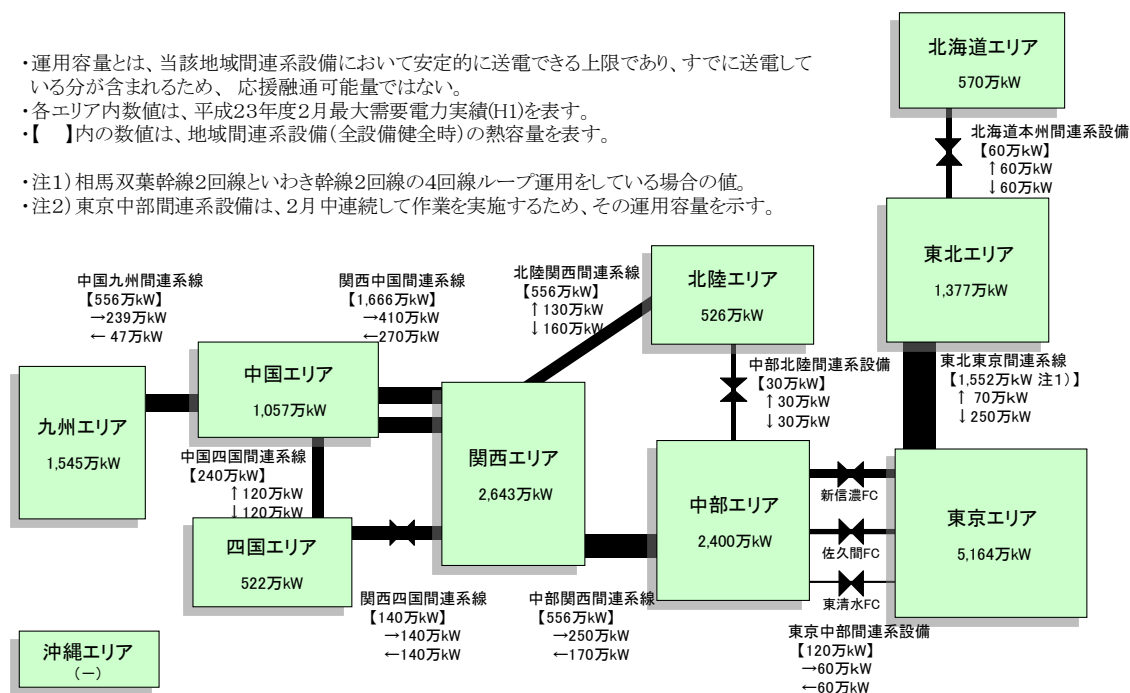 ・運用容量とは、当該地域間連系設備において安定的に送電できる上限であり、すでに送電して
いる分が含まれるため、 応援融通可能量ではない。
・各エリア内数値は、平成23年度2月最大需要電力実績(H1)を表す。
・【　】内の数値は、地域間連系設備(全設備健全時)の熱容量を表す。
・注1) 相馬双葉幹線2回線といわき幹線2回線の4回線ループ運用をしている場合の値。
・注2) 東京中部間連系設備は、2月中連続して作業を実施するため、その運用容量を示す。
北海道エリア
570万kW
北海道本州間連系設備
【60万kW】
↑60万kW
↓60万kW
東北エリア
1,377万kW
東北東京間連系線
【1,552万kW 注1)】
↑ 70万kW
↓250万kW
中国九州間連系線
【556万kW】
→239万kW
← 47万kW
関西中国間連系線
【1,666万kW】
→410万kW
←270万kW
北陸関西間連系線
【556万kW】
↑130万kW
↓160万kW
北陸エリア
526万kW
中部北陸間連系設備
【30万kW】
↑30万kW
↓30万kW
九州エリア
1,545万kW
中国エリア
1,057万kW
中国四国間連系線
【240万kW】
↑120万kW
↓120万kW
四国エリア
522万kW
関西エリア
2,643万kW
中部エリア
2,400万kW
新信濃FC
佐久間FC
東清水FC
東京エリア
5,164万kW
関西四国間連系線
【140万kW】
→140万kW
←140万kW
中部関西間連系線
【556万kW】
→250万kW
←170万kW
東京中部間連系設備
【120万kW】
→60万kW
←60万kW
沖縄エリア
(－)